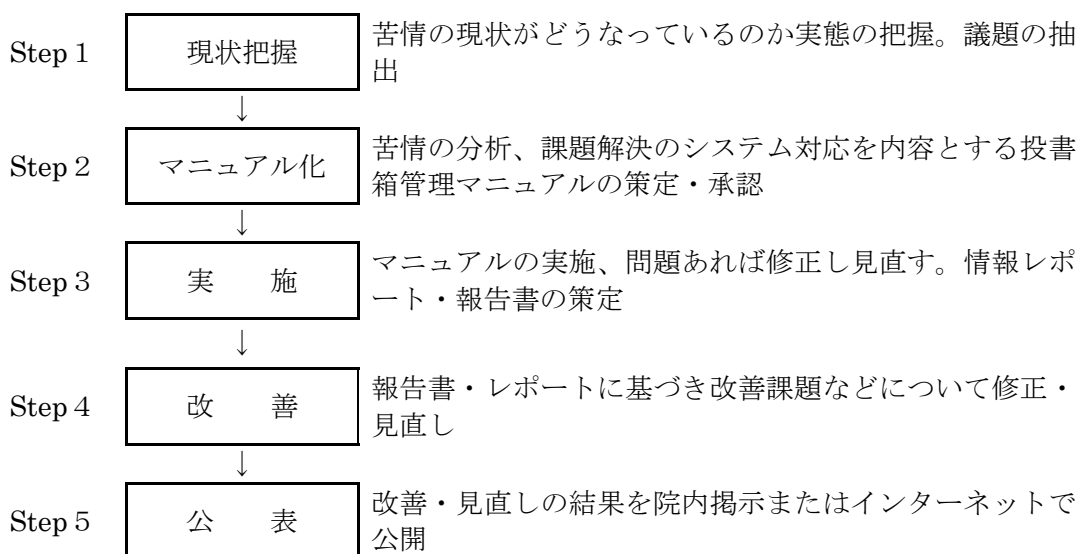 Step 1 現状把握 苦情の現状がどうなっているのか実態の把握。議題の抽
出
↓
Step 2 マニュアル化 苦情の分析、課題解決のシステム対応を内容とする投書
箱管理マニュアルの策定・承認
↓
Step 3 実　施 マニュアルの実施、問題あれば修正し見直す。情報レポ
ート・報告書の策定
↓
Step 4 改　善 報告書・レポートに基づき改善課題などについて修正・
見直し
↓
Step 5 公　表 改善・見直しの結果を院内掲示またはインターネットで
公開